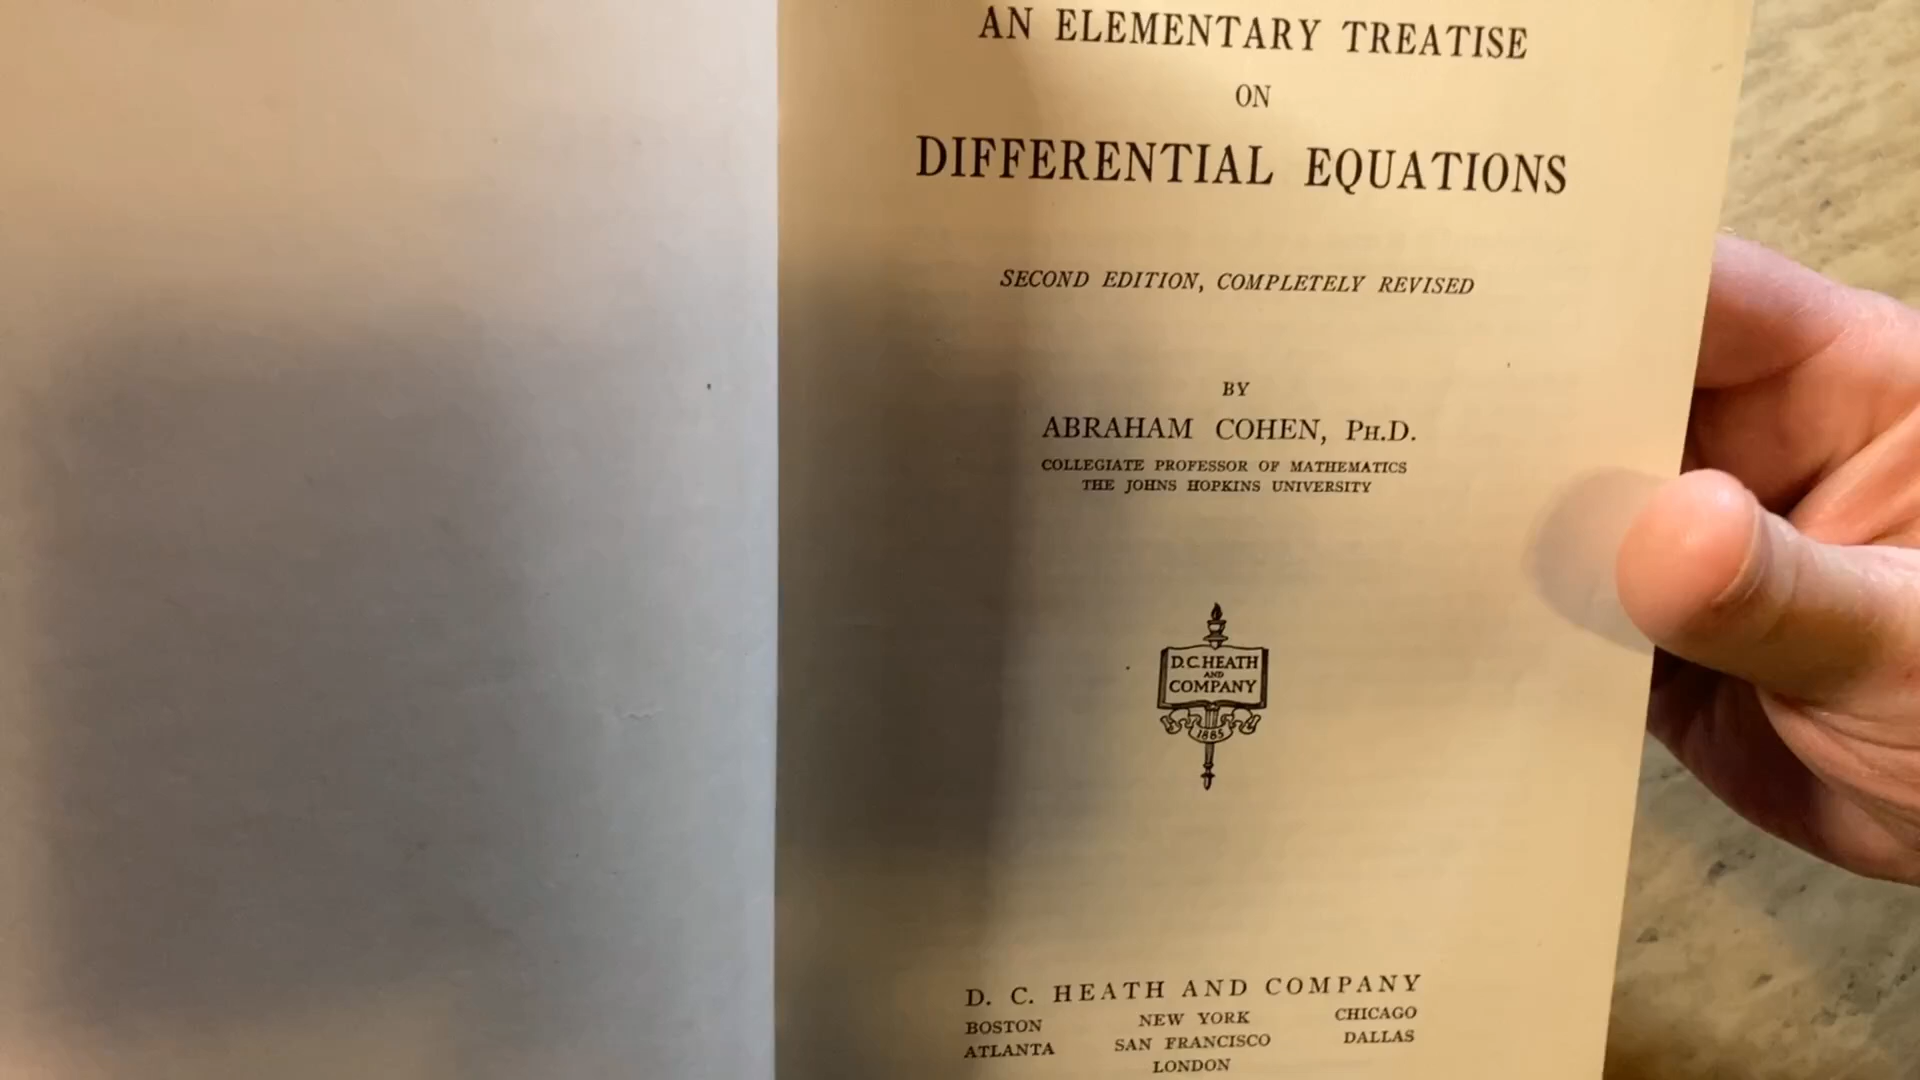 AN ELEMENTARY TREATISE
ON
DIFFERENTIAL EQUATIONS
SECOND EDITION, COMPLETELY REVISED
BY
ABRAHAM COHEN, PH.D.
COLLEGIATE PROFESSOR OF MATHEMATICS
THE JOHNS HOPKINS UNIVERSITY
D.C. HEATH
AND
COMPANY
1885
D. C. HEATH AND COMPANY
BOSTON NEW YORK CHICAGO
ATLANTA SAN FRANCISCO DALLAS
LONDON